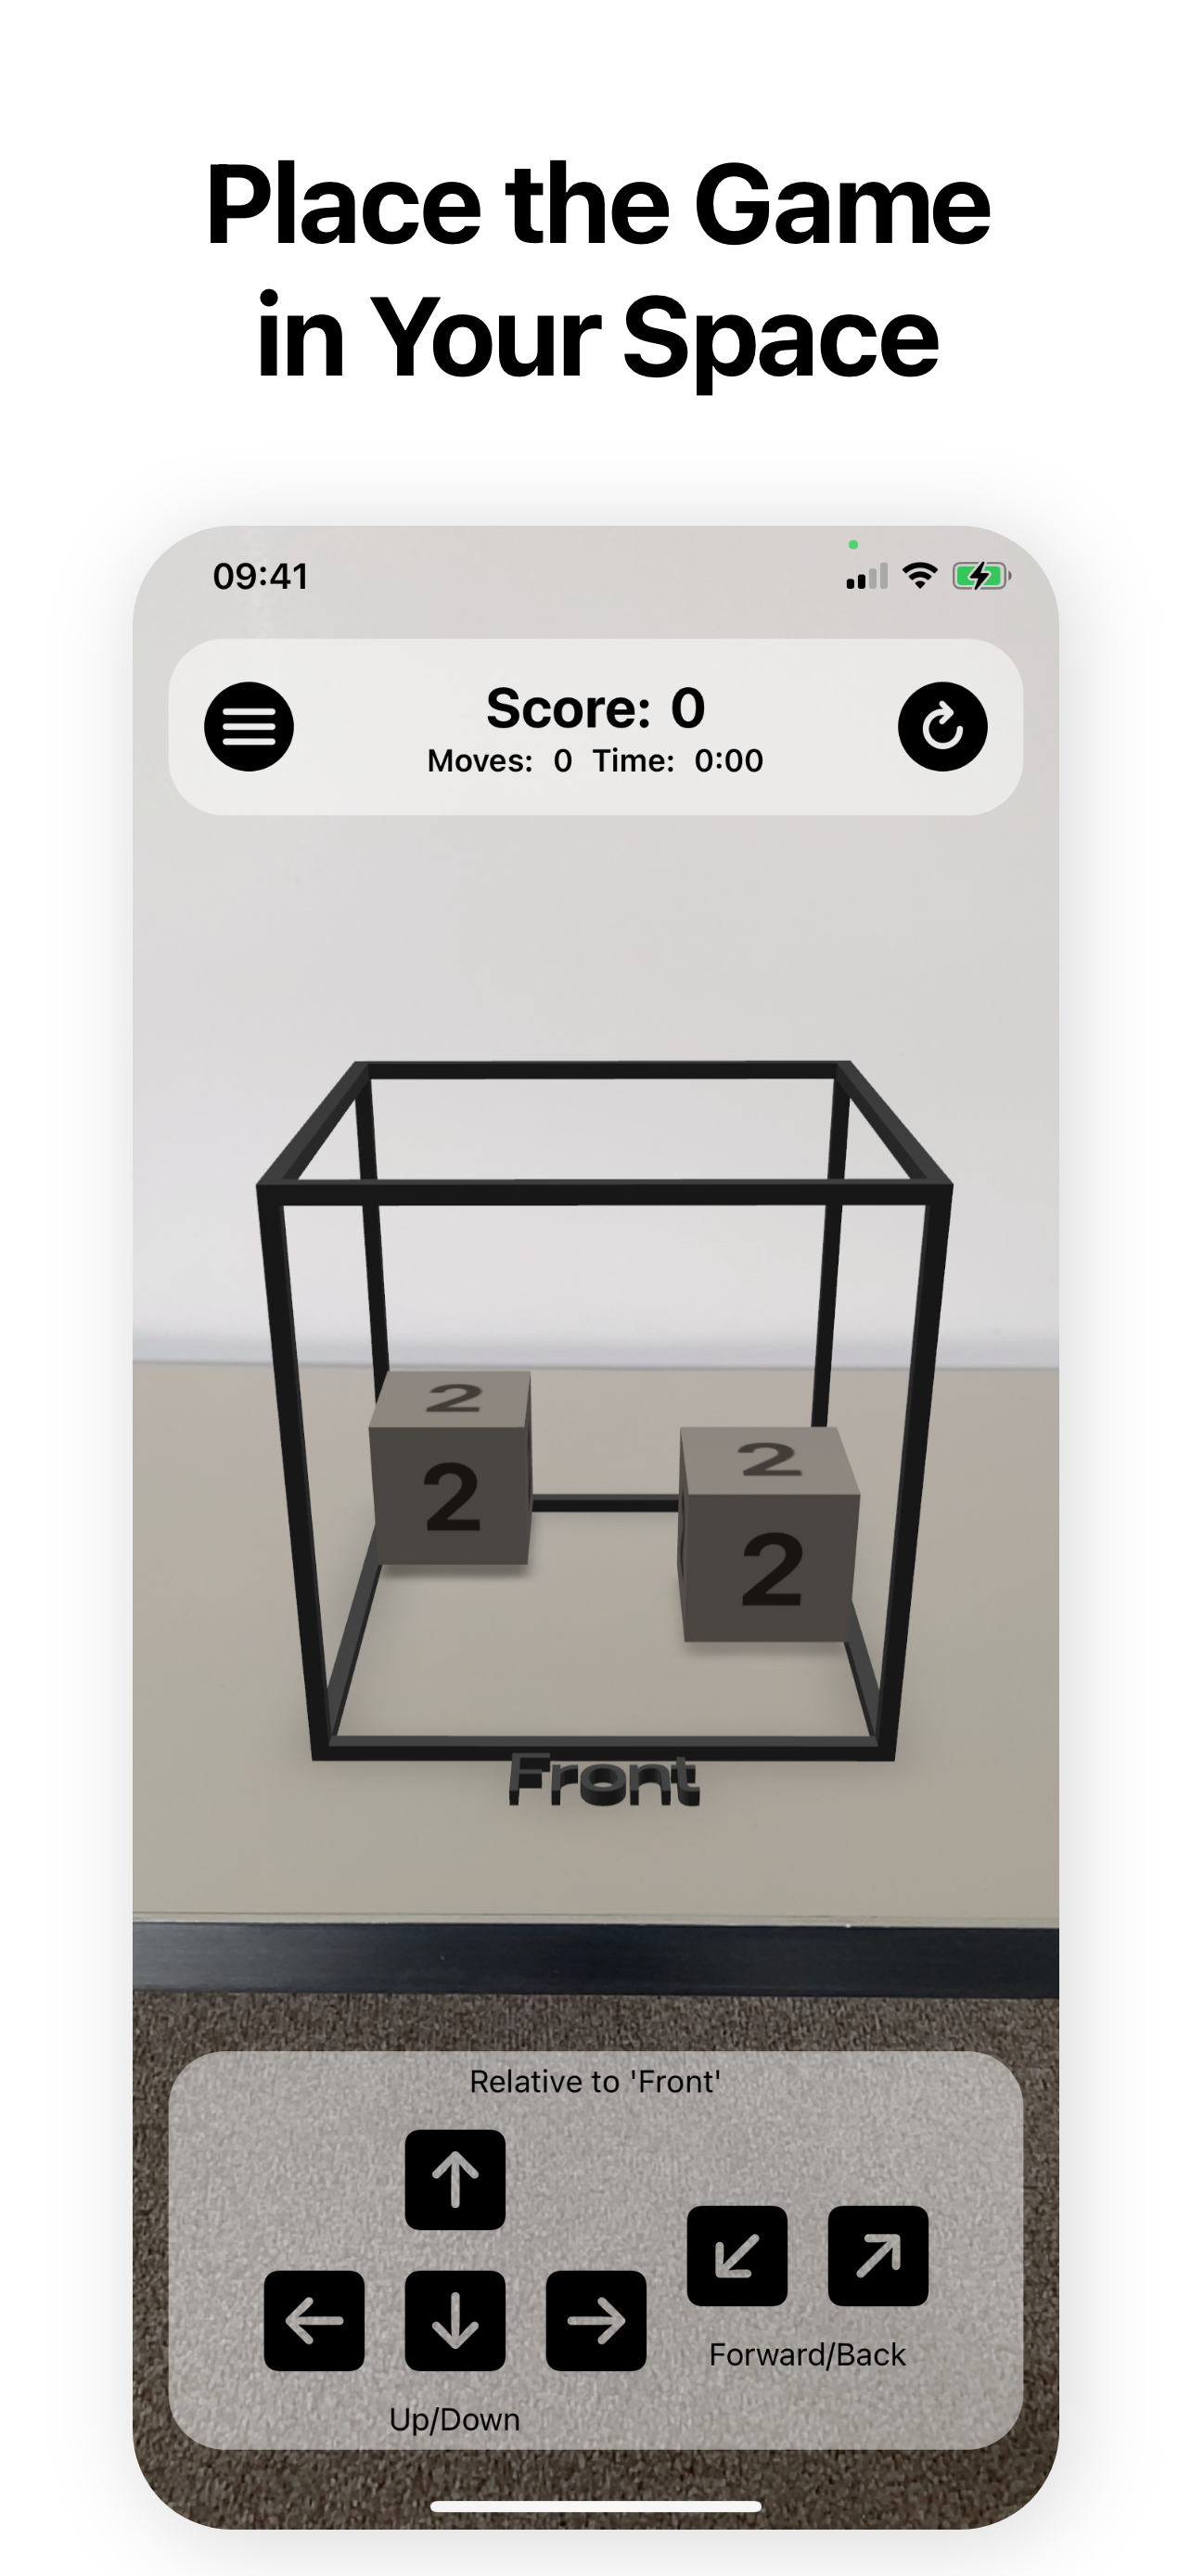 Place the Game
in Your Space
09:41
Score: 0
Moves: 0 Time: 0:00
2
2
2
2
Front
Relative to 'Front'
Forward/Back
Up/Down